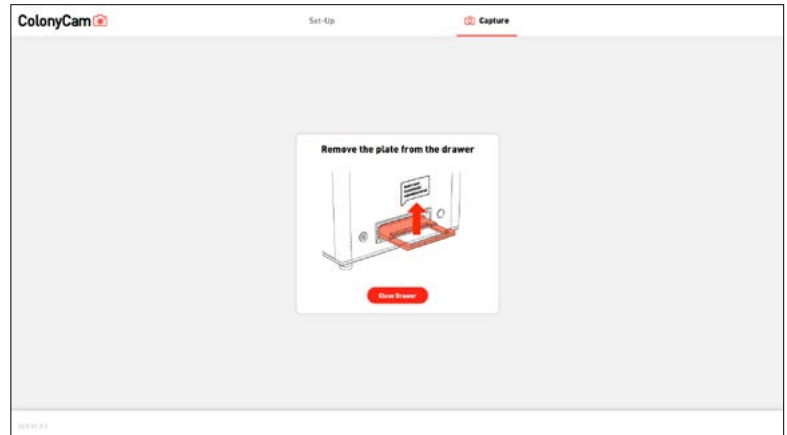 ColonyCam
Set-Up
Capture
Remove the plate from the drawer
Close Drawer